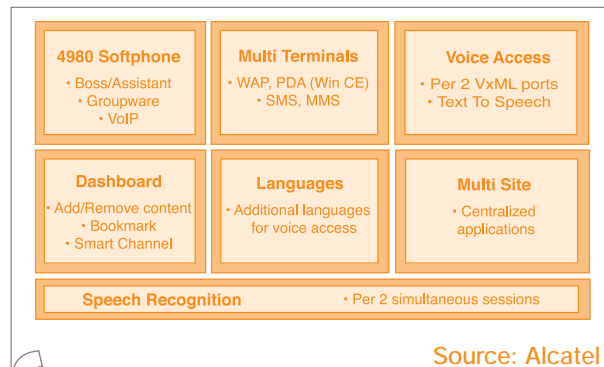 4980 Softphone
• Boss/Assistant
• Groupware
• VoIP
Multi Terminals
• WAP, PDA (Win CE)
• SMS, MMS
Voice Access
• Per 2 VxML ports
• Text To Speech
Dashboard
• Add/Remove content
• Bookmark
• Smart Channel
Languages
• Additional languages
for voice access
Multi Site
• Centralized
applications
Speech Recognition • Per 2 simultaneous sessions
Source: Alcatel